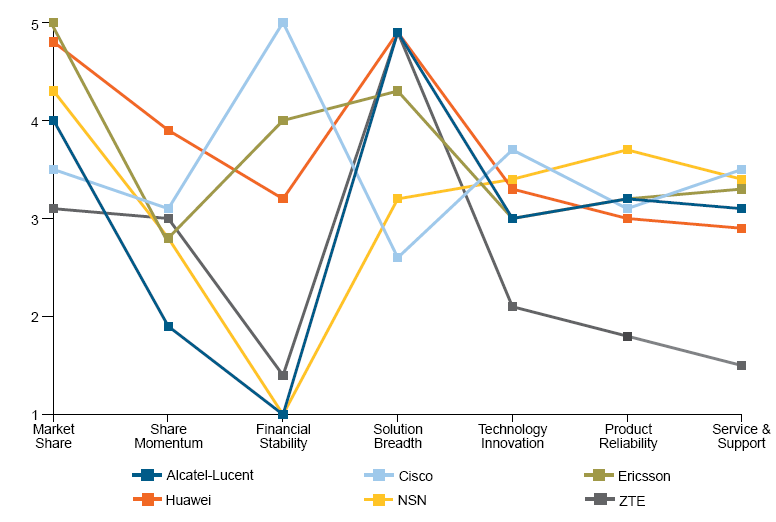 5
4
3
2
1
Market Share Financial Solution Technology Product Service &
Share Momentum Stability Breadth Innovation Reliability Support
Alcatel-Lucent Cisco Ericsson
Huawei NSN ZTE